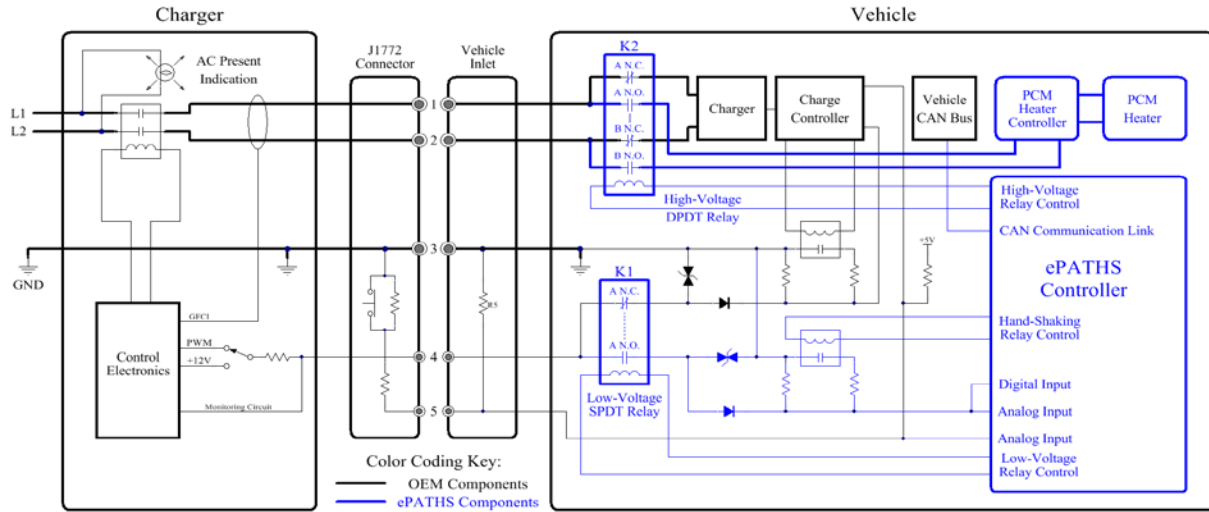 Charger
Vehicle
AC Present
Indication
J1772
Connector
Vehicle
Inlet
K2
A N.C.
A N.O.
B N.C.
B N.O.
Charger
Charge
Controller
Vehicle
CAN Bus
PCM
Heater
Controller
PCM
Heater
L1
L2
1
2
High-Voltage
DPDT Relay
High-Voltage
Relay Control
CAN Communication Link
+5V
ePATHS
Controller
3
GND
K1
A N.C.
A N.O.
R5
GFCI
PWM
+12V
Control
Electronics
Monitoring Circuit
4
5
Hand-Shaking
Relay Control
Digital Input
Analog Input
Analog Input
Low-Voltage
Relay Control
Low-Voltage
SPDT Relay
Color Coding Key:
OEM Components
ePATHS Components